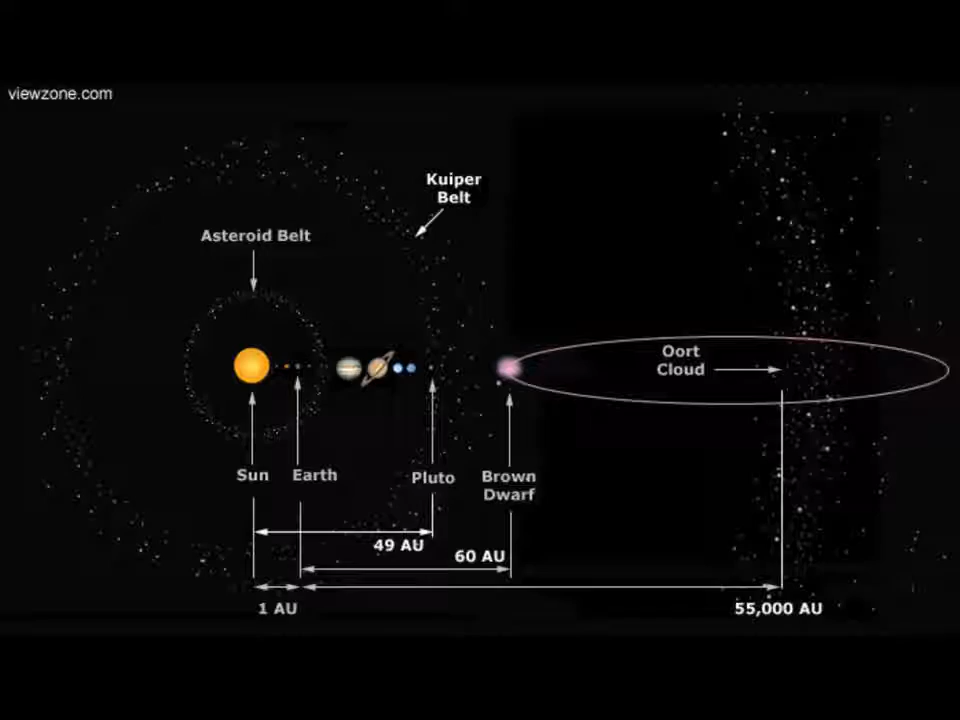 viewzone.com
Kuiper
Belt
Asteroid Belt
Oort
Cloud
Sun
Earth
Pluto
Brown
Dwarf
49 AU
60 AU
1 AU
55,000 AU